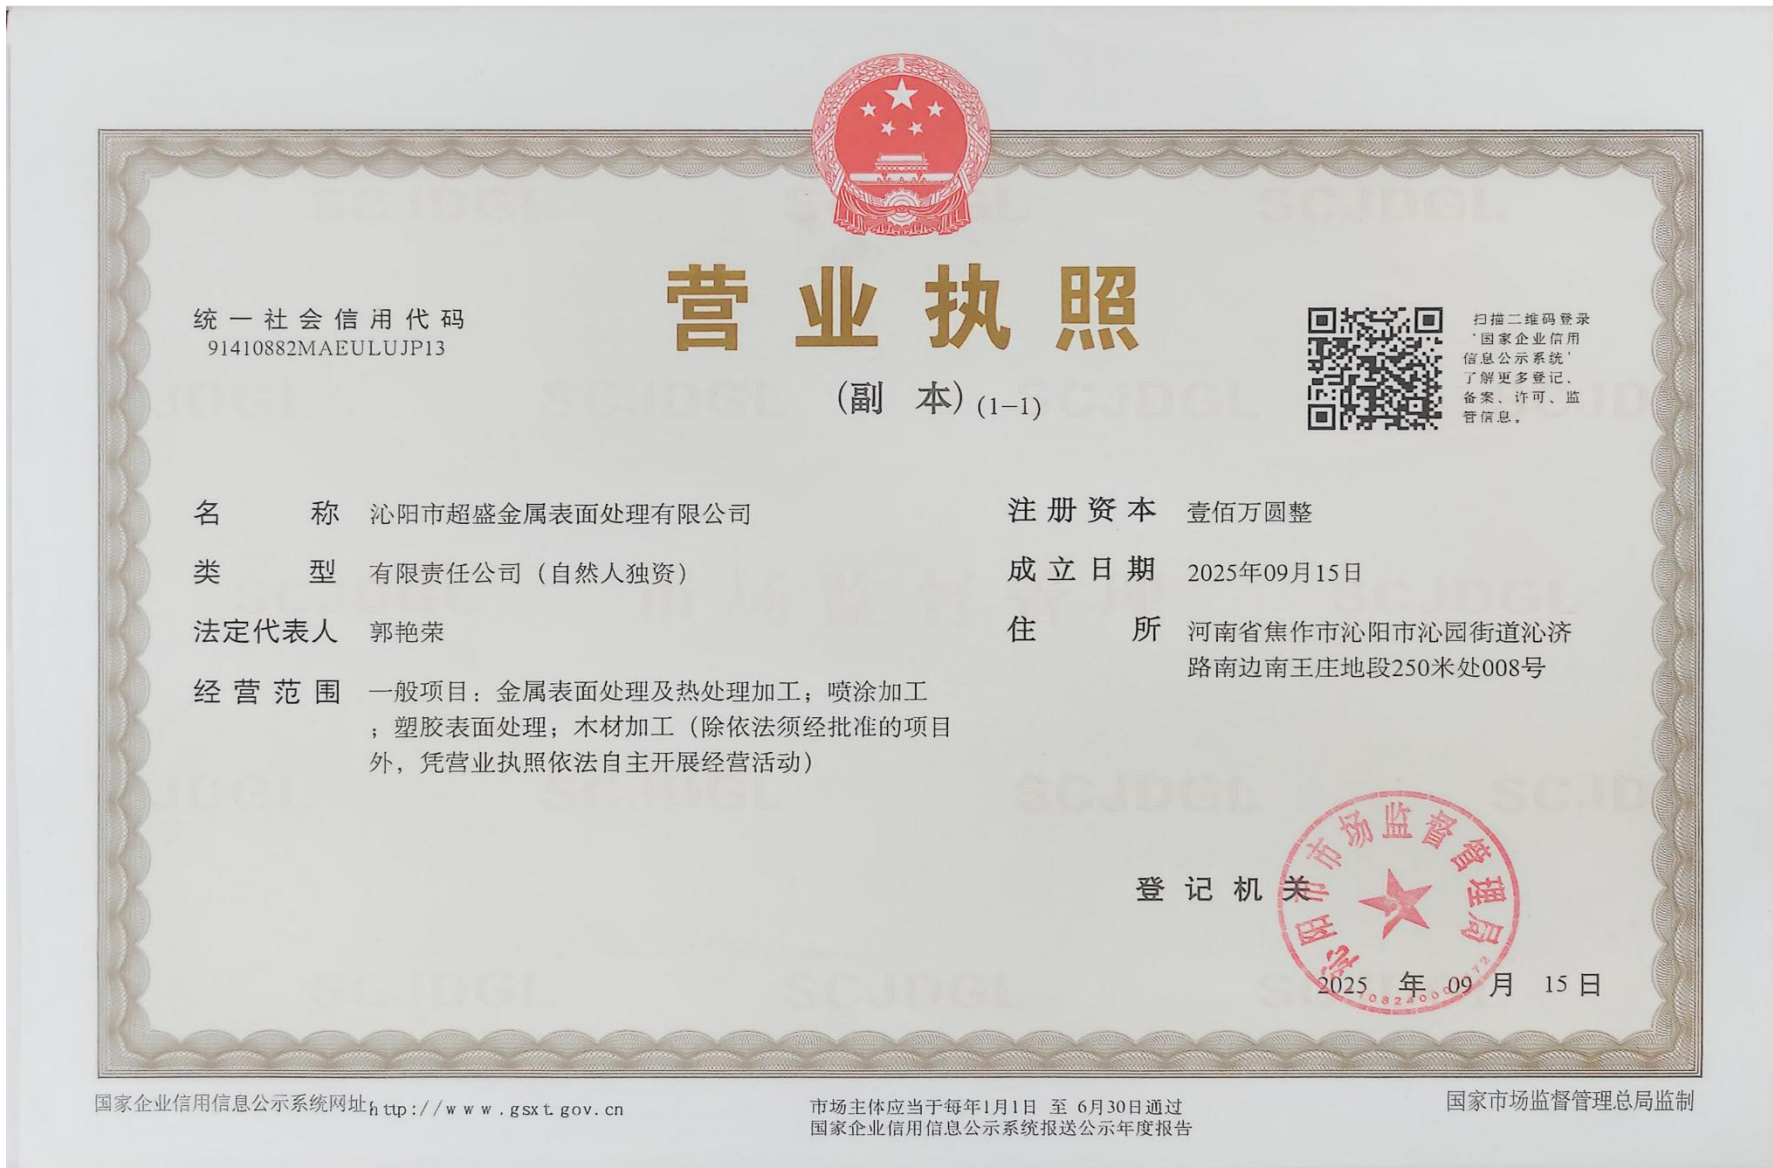 营业执照
(副 本) (1-1)
统一社会信用代码
91410882MAEULUJP13
扫描二维码登录
‘国家企业信用
信息公示系统’
了解更多登记、
备案、许可、监
管信息。
名 称 沁阳市超盛金属表面处理有限公司
类 型 有限责任公司（自然人独资）
法定代表人 郭艳荣
经营范围 一般项目：金属表面处理及热处理加工；喷涂加工
；塑胶表面处理；木材加工（除依法须经批准的项目
外，凭营业执照依法自主开展经营活动）
注册资本 壹佰万圆整
成立日期 2025年09月15日
住 所 河南省焦作市沁阳市沁园街道沁济
路南边南王庄地段250米处008号
登记机关
沁阳市市场监督管理局
2025 年 09 月 15 日
国家企业信用信息公示系统网址http://www.gsxt.gov.cn
市场主体应当于每年1月1日 至 6月30日通过
国家企业信用信息公示系统报送公示年度报告
国家市场监督管理总局监制
SCJDGL